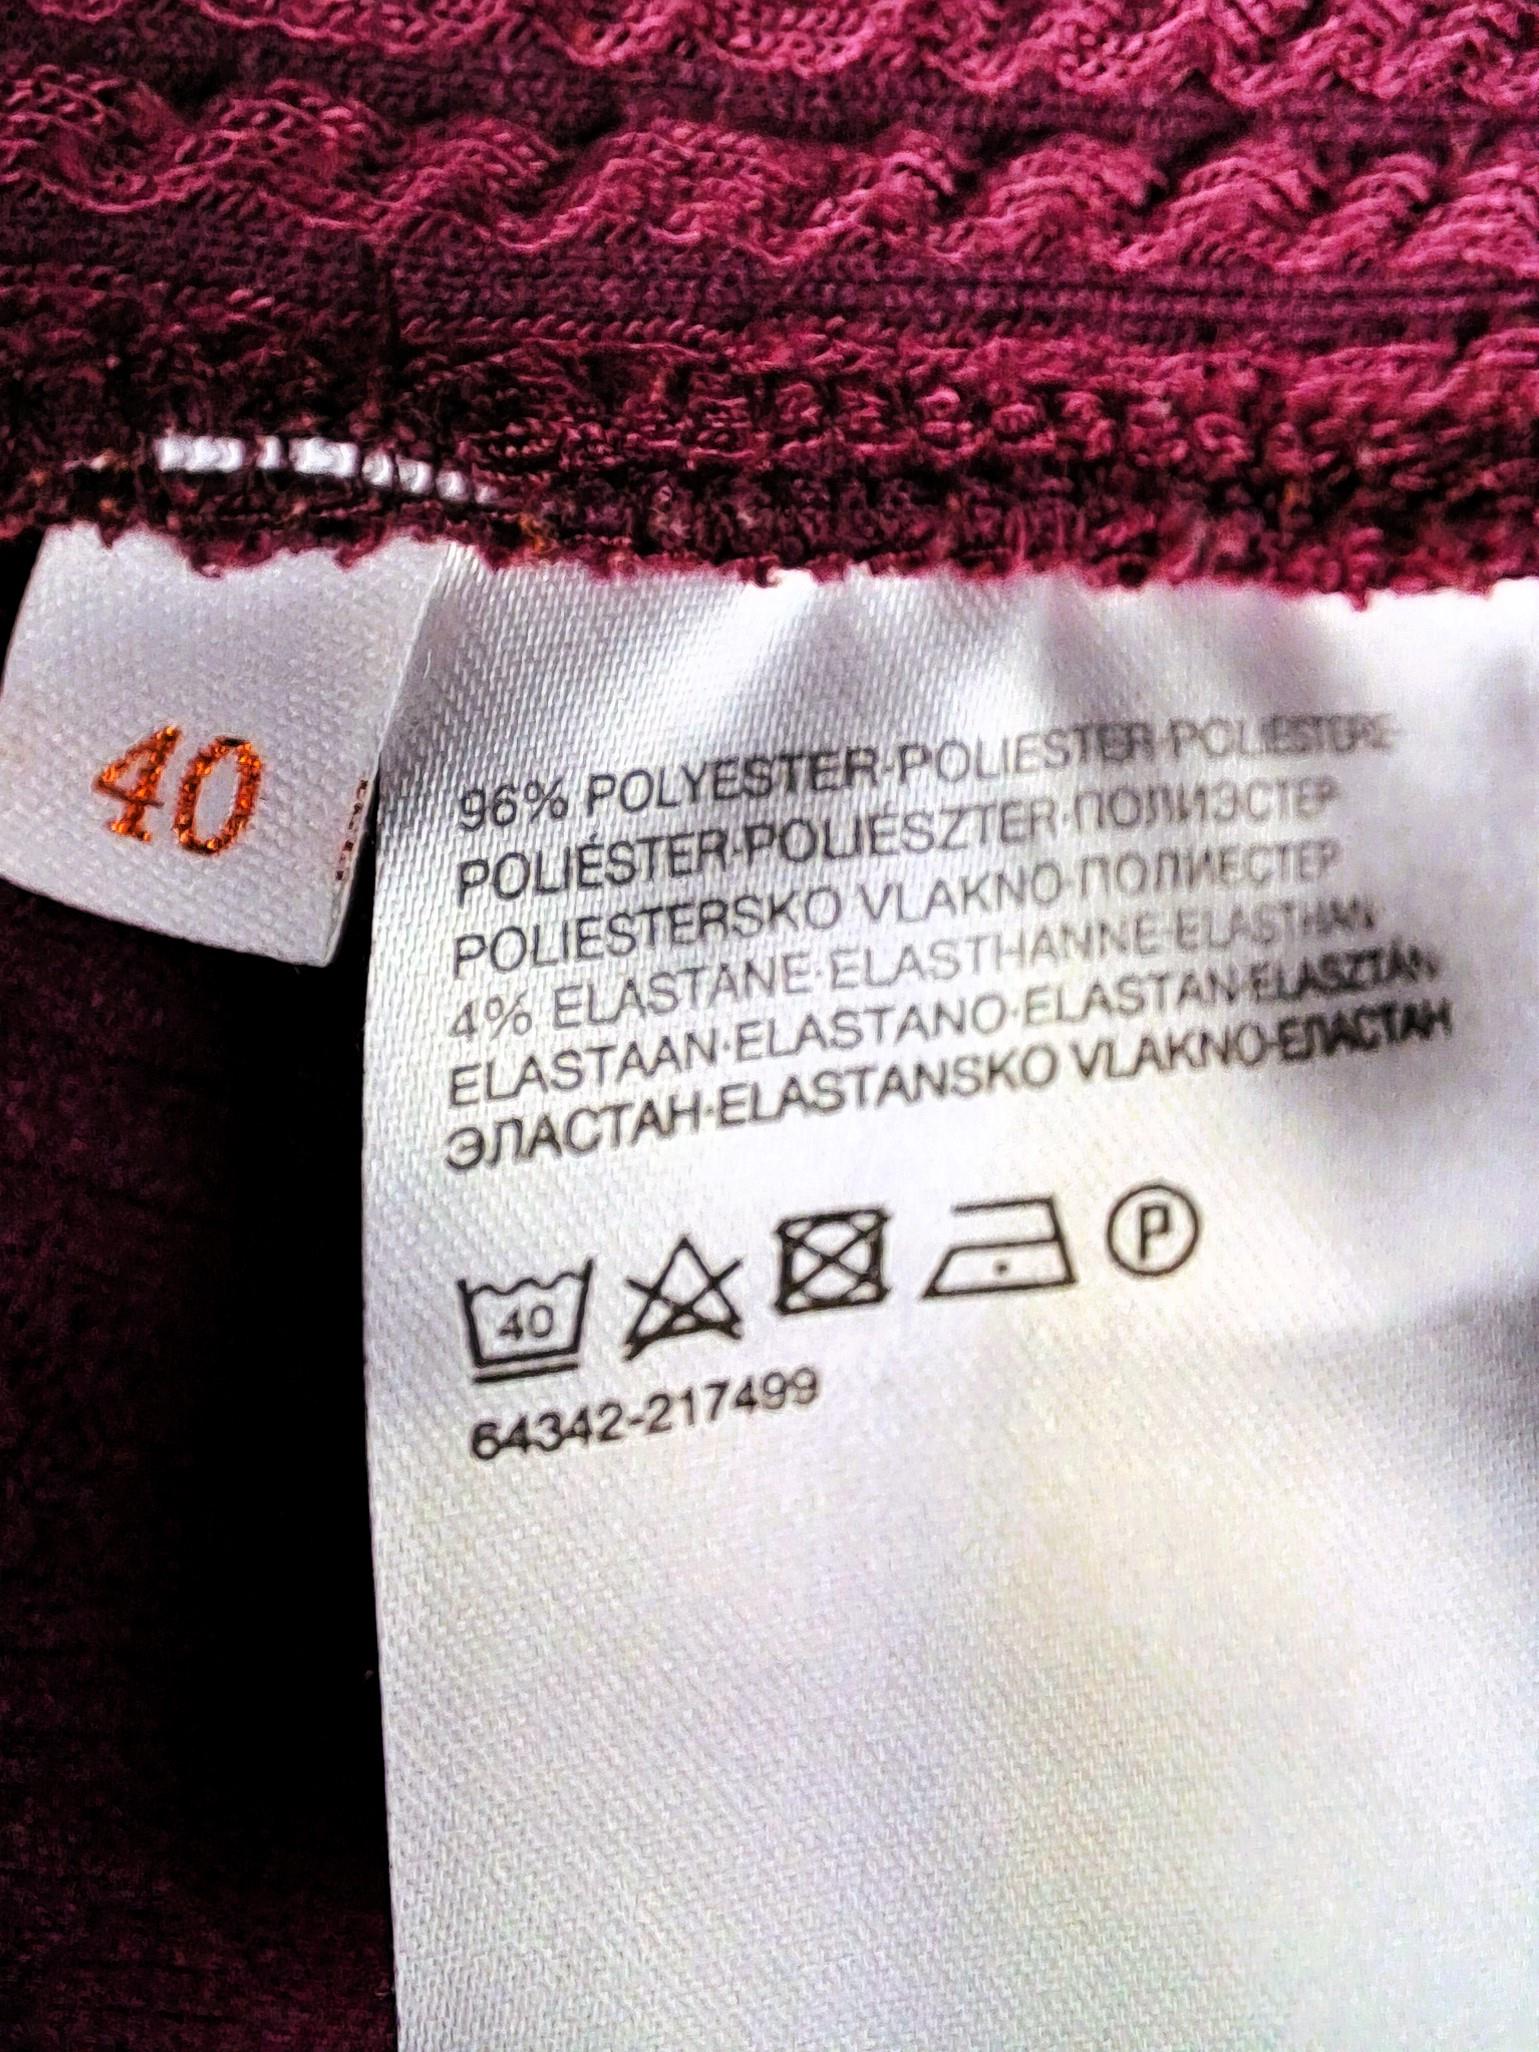 40
96% POLYESTER·POLIESTER·POLIESTERE
POLIÉSTER·POLIÉSZTER·ПОЛИЭСТЕР
POLIESTERSKO VLAKNO·ПОЛИЕСТЕР
4% ELASTANE·ELASTHANNE·ELASTHAN
ELASTAAN·ELASTANO·ELASTAN·ELASZTÁN
ЭЛАСТАН·ELASTANSKO VLAKNO·ЕЛАСТАН
40 P
64342-217499